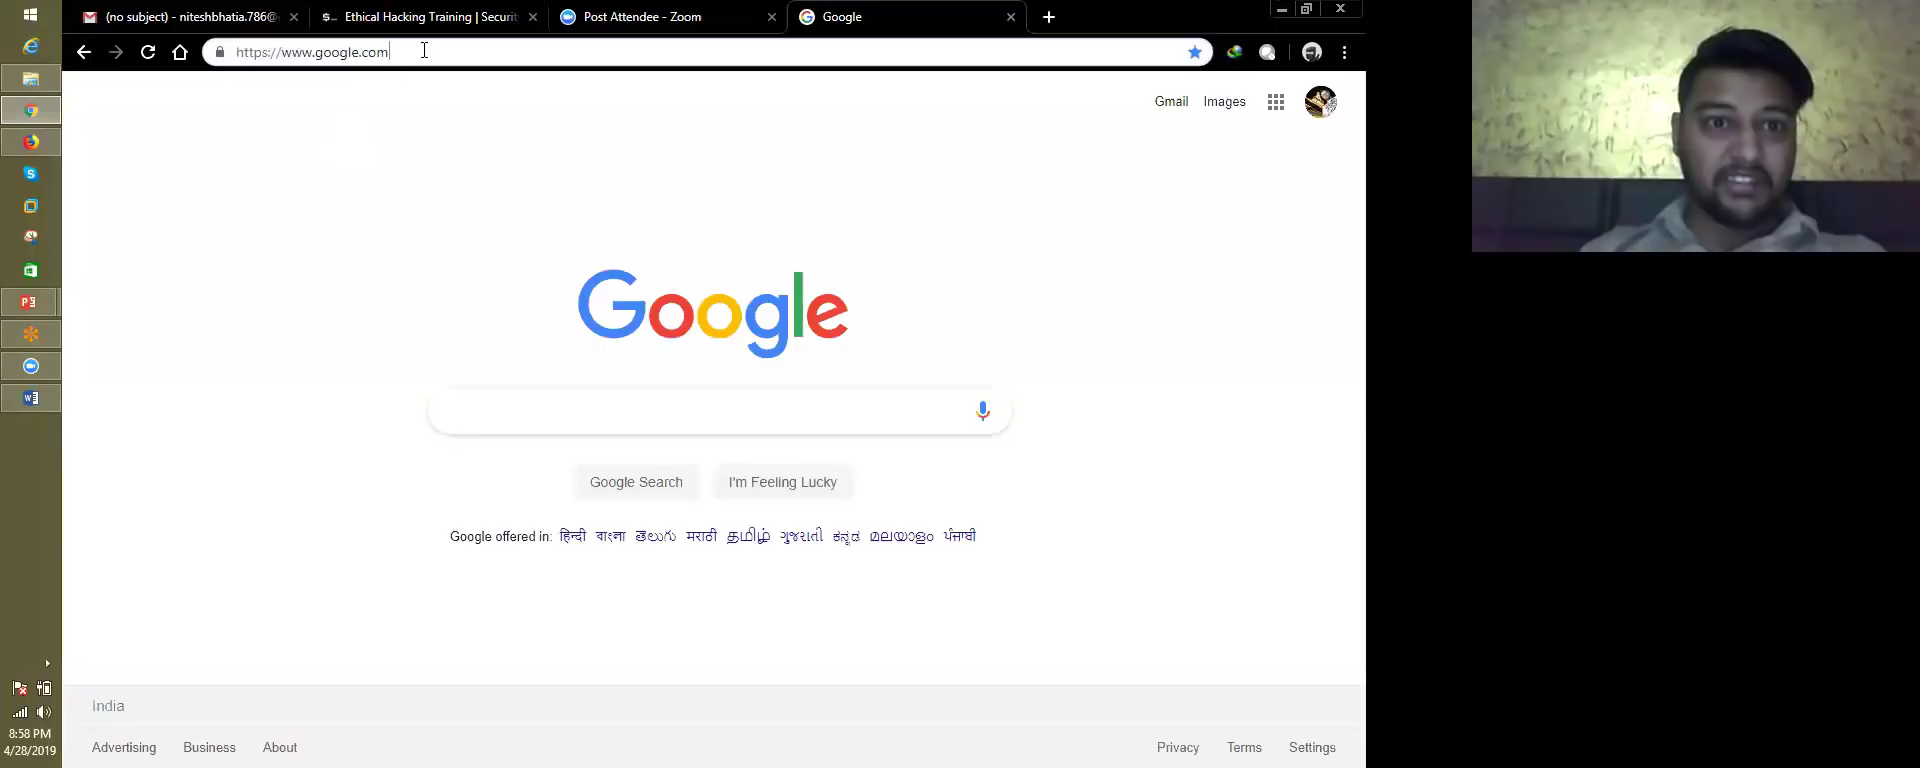 (no subject) - niteshbhatia.786@
Ethical Hacking Training | Securit
Post Attendee - Zoom
Google
https://www.google.com
Gmail
Images
Google
Google Search
I'm Feeling Lucky
Google offered in: हिन्दी বাংলা తెలుగు मराठी தமிழ் ગુજરાતી ಕನ್ನಡ മലയാളം ਪੰਜਾਬੀ
India
8:58 PM
4/28/2019
Advertising
Business
About
Privacy
Terms
Settings